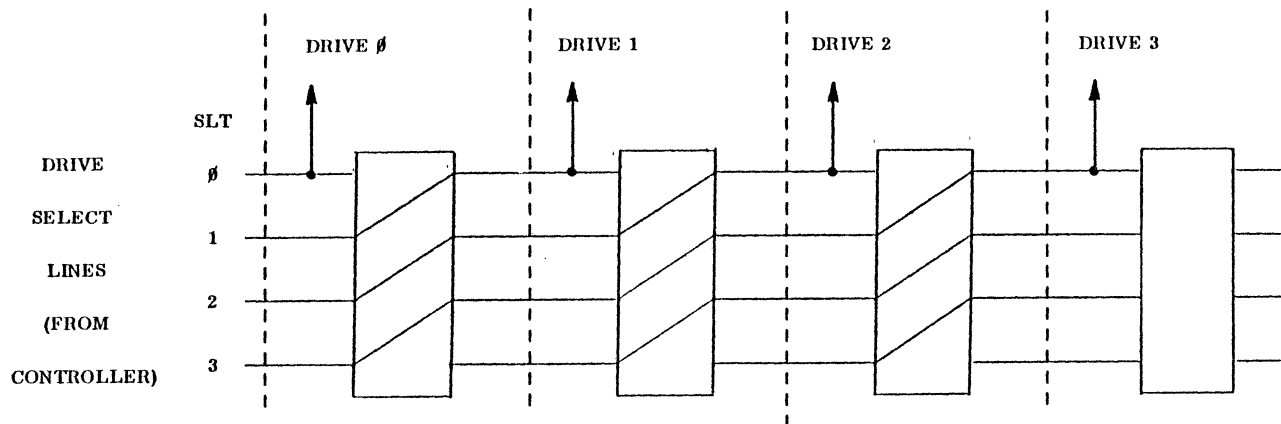 DRIVE Ø
DRIVE 1
DRIVE 2
DRIVE 3
SLT
DRIVE
SELECT
LINES
(FROM
CONTROLLER)
Ø
1
2
3